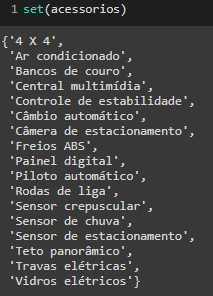 1 set(acessorios)
{'4 X 4',
'Ar condicionado',
'Bancos de couro',
'Central multimídia',
'Controle de estabilidade',
'Câmbio automático',
'Câmera de estacionamento',
'Freios ABS',
'Painel digital',
'Piloto automático',
'Rodas de liga',
'Sensor crepuscular',
'Sensor de chuva',
'Sensor de estacionamento',
'Teto panorâmico',
'Travas elétricas',
'Vidros elétricos'}